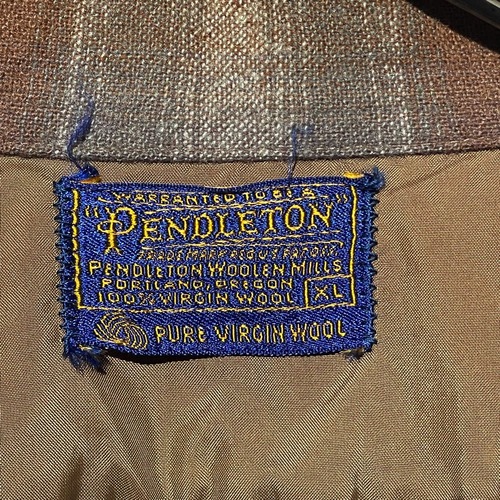 WARRANTED TO BE A
"PENDLETON"
TRADE MARK REG U.S. PAT. OFF.
PENDLETON WOOLEN MILLS
PORTLAND, OREGON
100% VIRGIN WOOL
XL
PURE VIRGIN WOOL